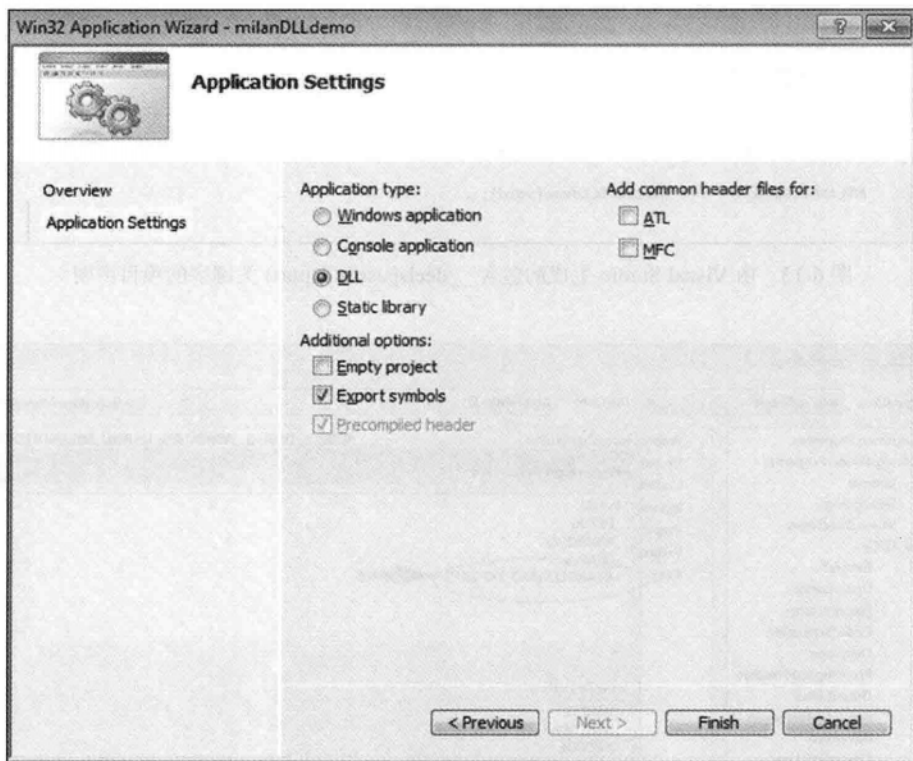 Win32 Application Wizard - milanDLLdemo
Application Settings
Overview
Application Settings
Application type:
Windows application
Console application
DLL
Static library
Additional options:
Empty project
Export symbols
Precompiled header
Add common header files for:
ATL
MFC
< Previous
Next >
Finish
Cancel